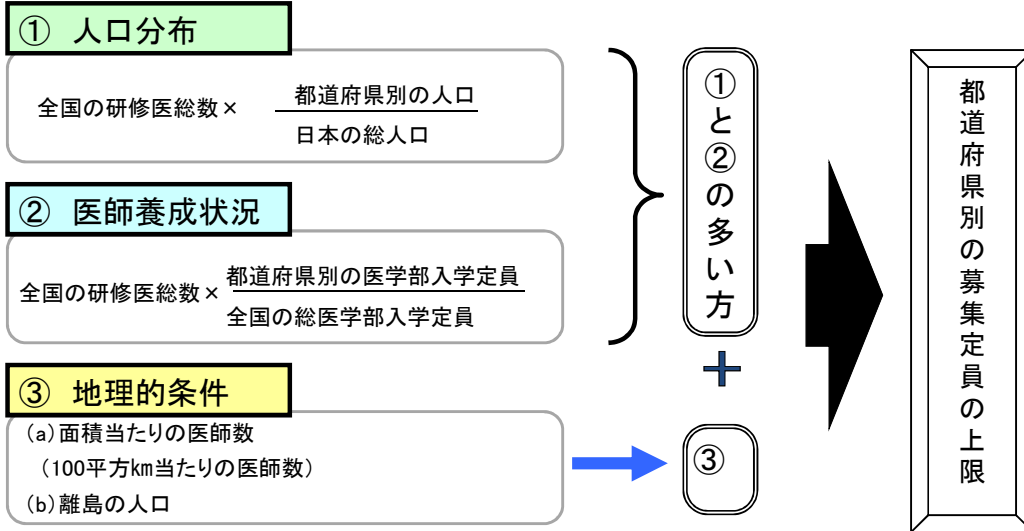 ① 人口分布
全国の研修医総数×
都道府県別の人口
日本の総人口
② 医師養成状況
全国の研修医総数×
都道府県別の医学部入学定員
全国の総医学部入学定員
③ 地理的条件
(a)面積当たりの医師数
(100平方km当たりの医師数)
(b)離島の人口
①と②の多い方
+
③
都道府県別の募集定員の上限